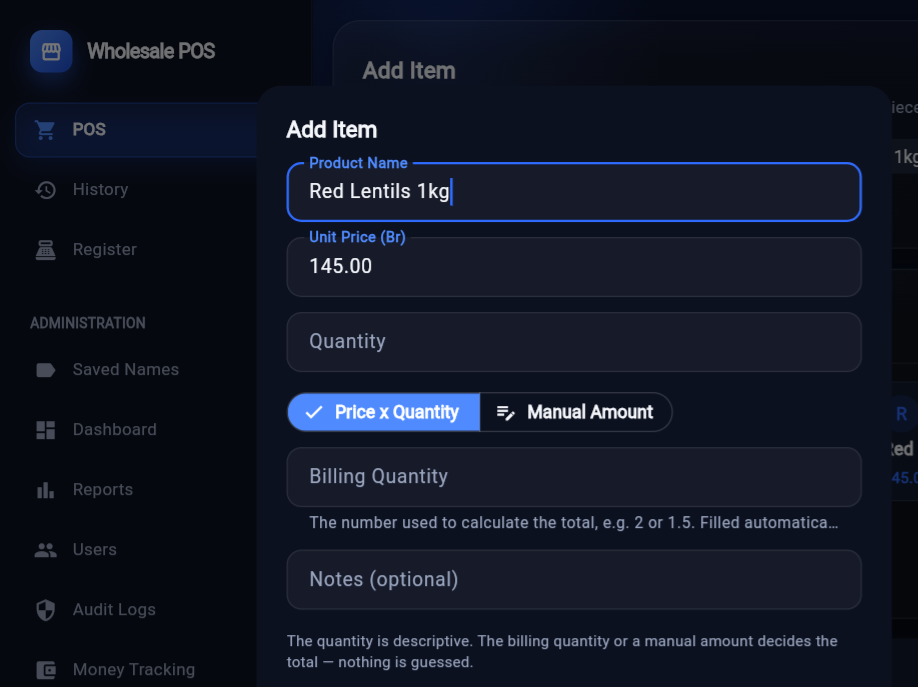 Wholesale POS
Add Item
POS
History
Register
ADMINISTRATION
Saved Names
Dashboard
Reports
Users
Audit Logs
Money Tracking
Add Item
Product Name
Red Lentils 1kg
Unit Price (Br)
145.00
Quantity
Price x Quantity
Manual Amount
Billing Quantity
The number used to calculate the total, e.g. 2 or 1.5. Filled automatica...
Notes (optional)
The quantity is descriptive. The billing quantity or a manual amount decides the
total — nothing is guessed.
1kg
R